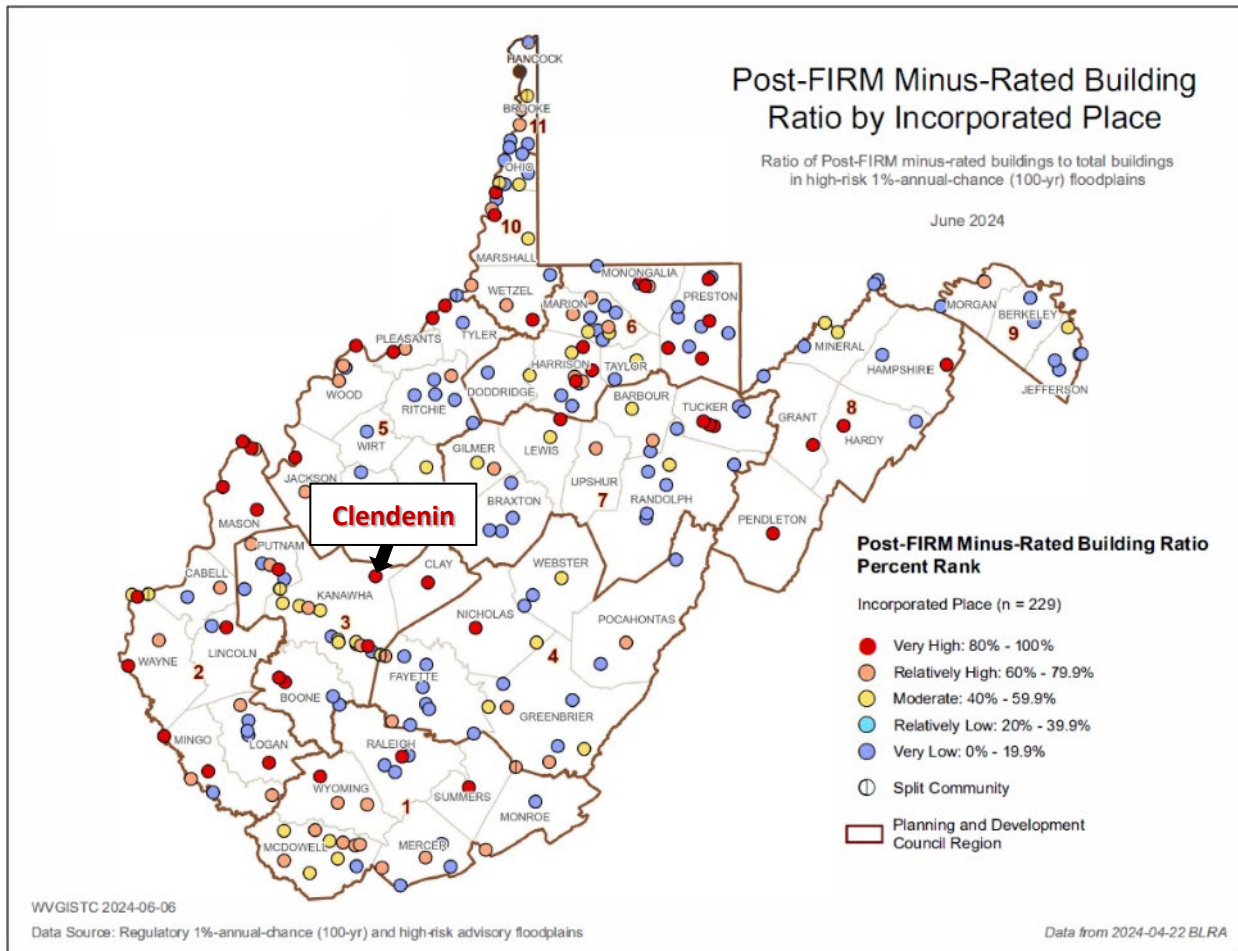 Post-FIRM Minus-Rated Building
Ratio by Incorporated Place
Ratio of Post-FIRM minus-rated buildings to total buildings
in high-risk 1%-annual-chance (100-yr) floodplains
June 2024
HANCOCK
BROOKE
11
OHIO
10
MARSHALL
WETZEL
MONONGALIA
PRESTON
MARION
6
MORGAN
BERKELEY
9
JEFFERSON
MINERAL
HAMPSHIRE
PLEASANTS
TYLER
HARRISON
TAYLOR
WOOD
RITCHIE
DODDRIDGE
BARBOUR
TUCKER
GRANT
8
HARDY
5
WIRT
GILMER
LEWIS
JACKSON
UPSHUR
7
RANDOLPH
BRAXTON
PENDLETON
MASON
Clendenin
PUTNAM
CLAY
WEBSTER
CABELL
KANAWHA
NICHOLAS
POCAHONTAS
3
4
WAYNE
2
LINCOLN
BOONE
FAYETTE
GREENBRIER
MINGO
LOGAN
RALEIGH
WYOMING
1
SUMMERS
MONROE
MCDOWELL
MERCER
Post-FIRM Minus-Rated Building Ratio
Percent Rank
Incorporated Place (n = 229)
Very High: 80% - 100%
Relatively High: 60% - 79.9%
Moderate: 40% - 59.9%
Relatively Low: 20% - 39.9%
Very Low: 0% - 19.9%
Split Community
Planning and Development
Council Region
WVGISTC 2024-06-06
Data Source: Regulatory 1%-annual-chance (100-yr) and high-risk advisory floodplains
Data from 2024-04-22 BLRA